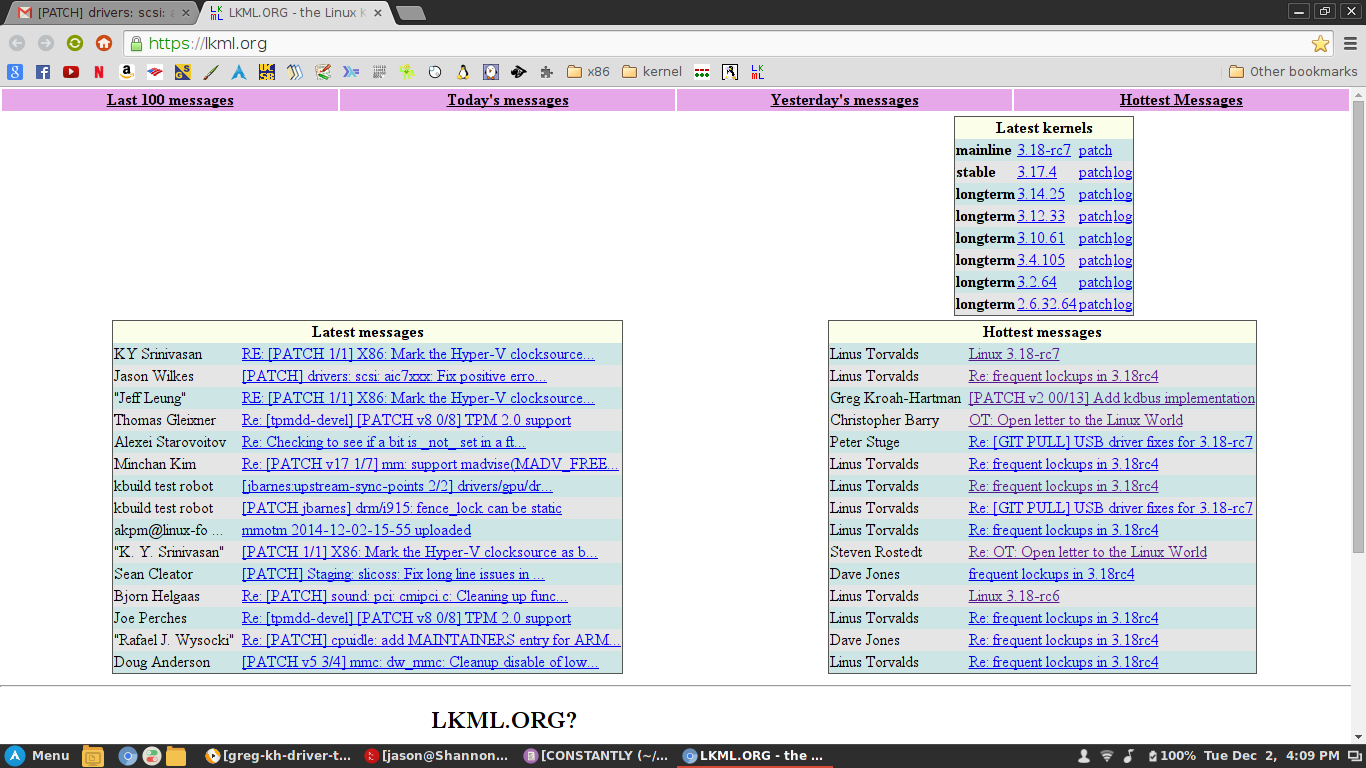 [PATCH] drivers: scsi: a
LKML.ORG - the Linux K
https://lkml.org
x86
kernel
Other bookmarks
Last 100 messages Today's messages Yesterday's messages Hottest Messages
Latest kernels
mainline 3.18-rc7 patch
stable 3.17.4 patch log
longterm 3.14.25 patch log
longterm 3.12.33 patch log
longterm 3.10.61 patch log
longterm 3.4.105 patch log
longterm 3.2.64 patch log
longterm 2.6.32.64 patch log
Latest messages
KY Srinivasan RE: [PATCH 1/1] X86: Mark the Hyper-V clocksource...
Jason Wilkes [PATCH] drivers: scsi: aic7xxx: Fix positive erro...
"Jeff Leung" RE: [PATCH 1/1] X86: Mark the Hyper-V clocksource...
Thomas Gleixner Re: [tpmdd-devel] [PATCH v8 0/8] TPM 2.0 support
Alexei Starovoitov Re: Checking to see if a bit is _not_ set in a ft...
Minchan Kim Re: [PATCH v17 1/7] mm: support madvise(MADV_FREE...
kbuild test robot [jbarnes:upstream-sync-points 2/2] drivers/gpu/dr...
kbuild test robot [PATCH jbarnes] drm/i915: fence_lock can be static
akpm@linux-fo ... mmotm 2014-12-02-15-55 uploaded
"K. Y. Srinivasan" [PATCH 1/1] X86: Mark the Hyper-V clocksource as b...
Sean Cleator [PATCH] Staging: slicoss: Fix long line issues in ...
Bjorn Helgaas Re: [PATCH] sound: pci: cmipci.c: Cleaning up func...
Joe Perches Re: [tpmdd-devel] [PATCH v8 0/8] TPM 2.0 support
"Rafael J. Wysocki" Re: [PATCH] cpuidle: add MAINTAINERS entry for ARM...
Doug Anderson [PATCH v5 3/4] mmc: dw_mmc: Cleanup disable of low...
Hottest messages
Linus Torvalds Linux 3.18-rc7
Linus Torvalds Re: frequent lockups in 3.18rc4
Greg Kroah-Hartman [PATCH v2 00/13] Add kdbus implementation
Christopher Barry OT: Open letter to the Linux World
Peter Stuge Re: [GIT PULL] USB driver fixes for 3.18-rc7
Linus Torvalds Re: frequent lockups in 3.18rc4
Linus Torvalds Re: frequent lockups in 3.18rc4
Linus Torvalds Re: [GIT PULL] USB driver fixes for 3.18-rc7
Linus Torvalds Re: frequent lockups in 3.18rc4
Steven Rostedt Re: OT: Open letter to the Linux World
Dave Jones frequent lockups in 3.18rc4
Linus Torvalds Linux 3.18-rc6
Linus Torvalds Re: frequent lockups in 3.18rc4
Dave Jones Re: frequent lockups in 3.18rc4
Linus Torvalds Re: frequent lockups in 3.18rc4
LKML.ORG?
Menu
[greg-kh-driver-t...
[jason@Shannon...
[CONSTANTLY (~/...
LKML.ORG - the ...
100% Tue Dec 2, 4:09 PM